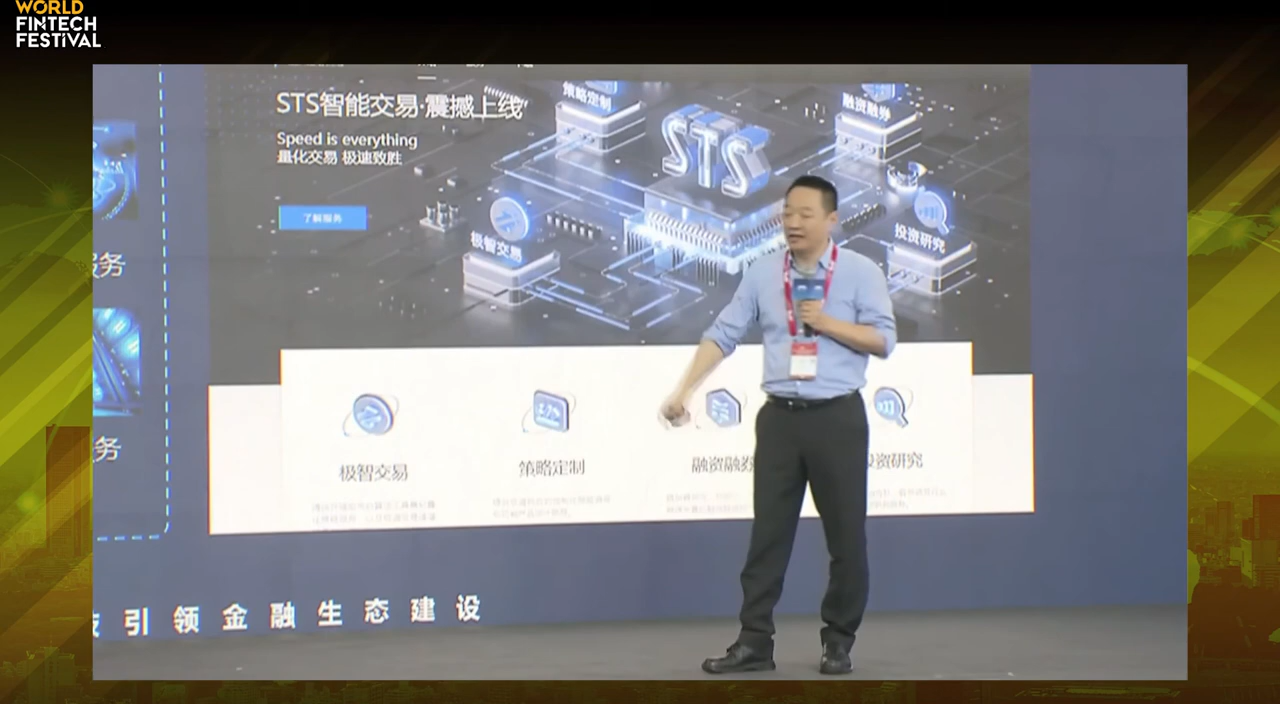 WORLD
FINTECH
FESTIVAL
STS智能交易·震撼上线
Speed is everything
量化交易 极速致胜
了解服务
策略定制
STS
融资融券
极智交易
投资研究
服务
务
极智交易
策略定制
融资融券
投资研究
引领金融生态建设